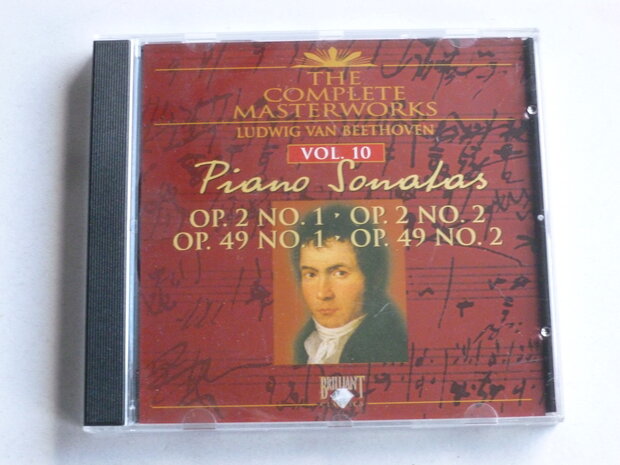 THE
COMPLETE
MASTERWORKS
LUDWIG VAN BEETHOVEN
VOL. 10
Piano Sonatas
OP. 2 NO. 1 · OP. 2 NO. 2
OP. 49 NO. 1 · OP. 49 NO. 2
BRILLIANT